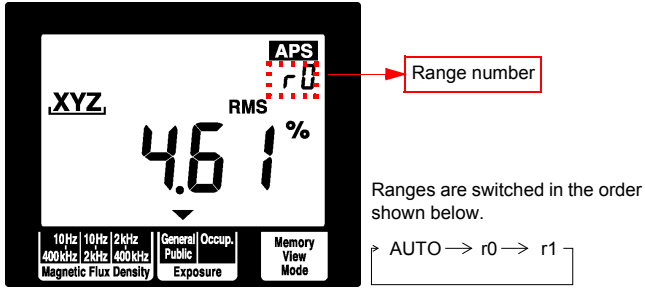 APS
r0
Range number
XYZ
RMS
4.61 %
Ranges are switched in the order
shown below.
AUTO → r0 → r1
10Hz 10Hz 2kHz General Occup. Memory
400kHz 2kHz 400kHz Public View
Magnetic Flux Density Exposure Mode